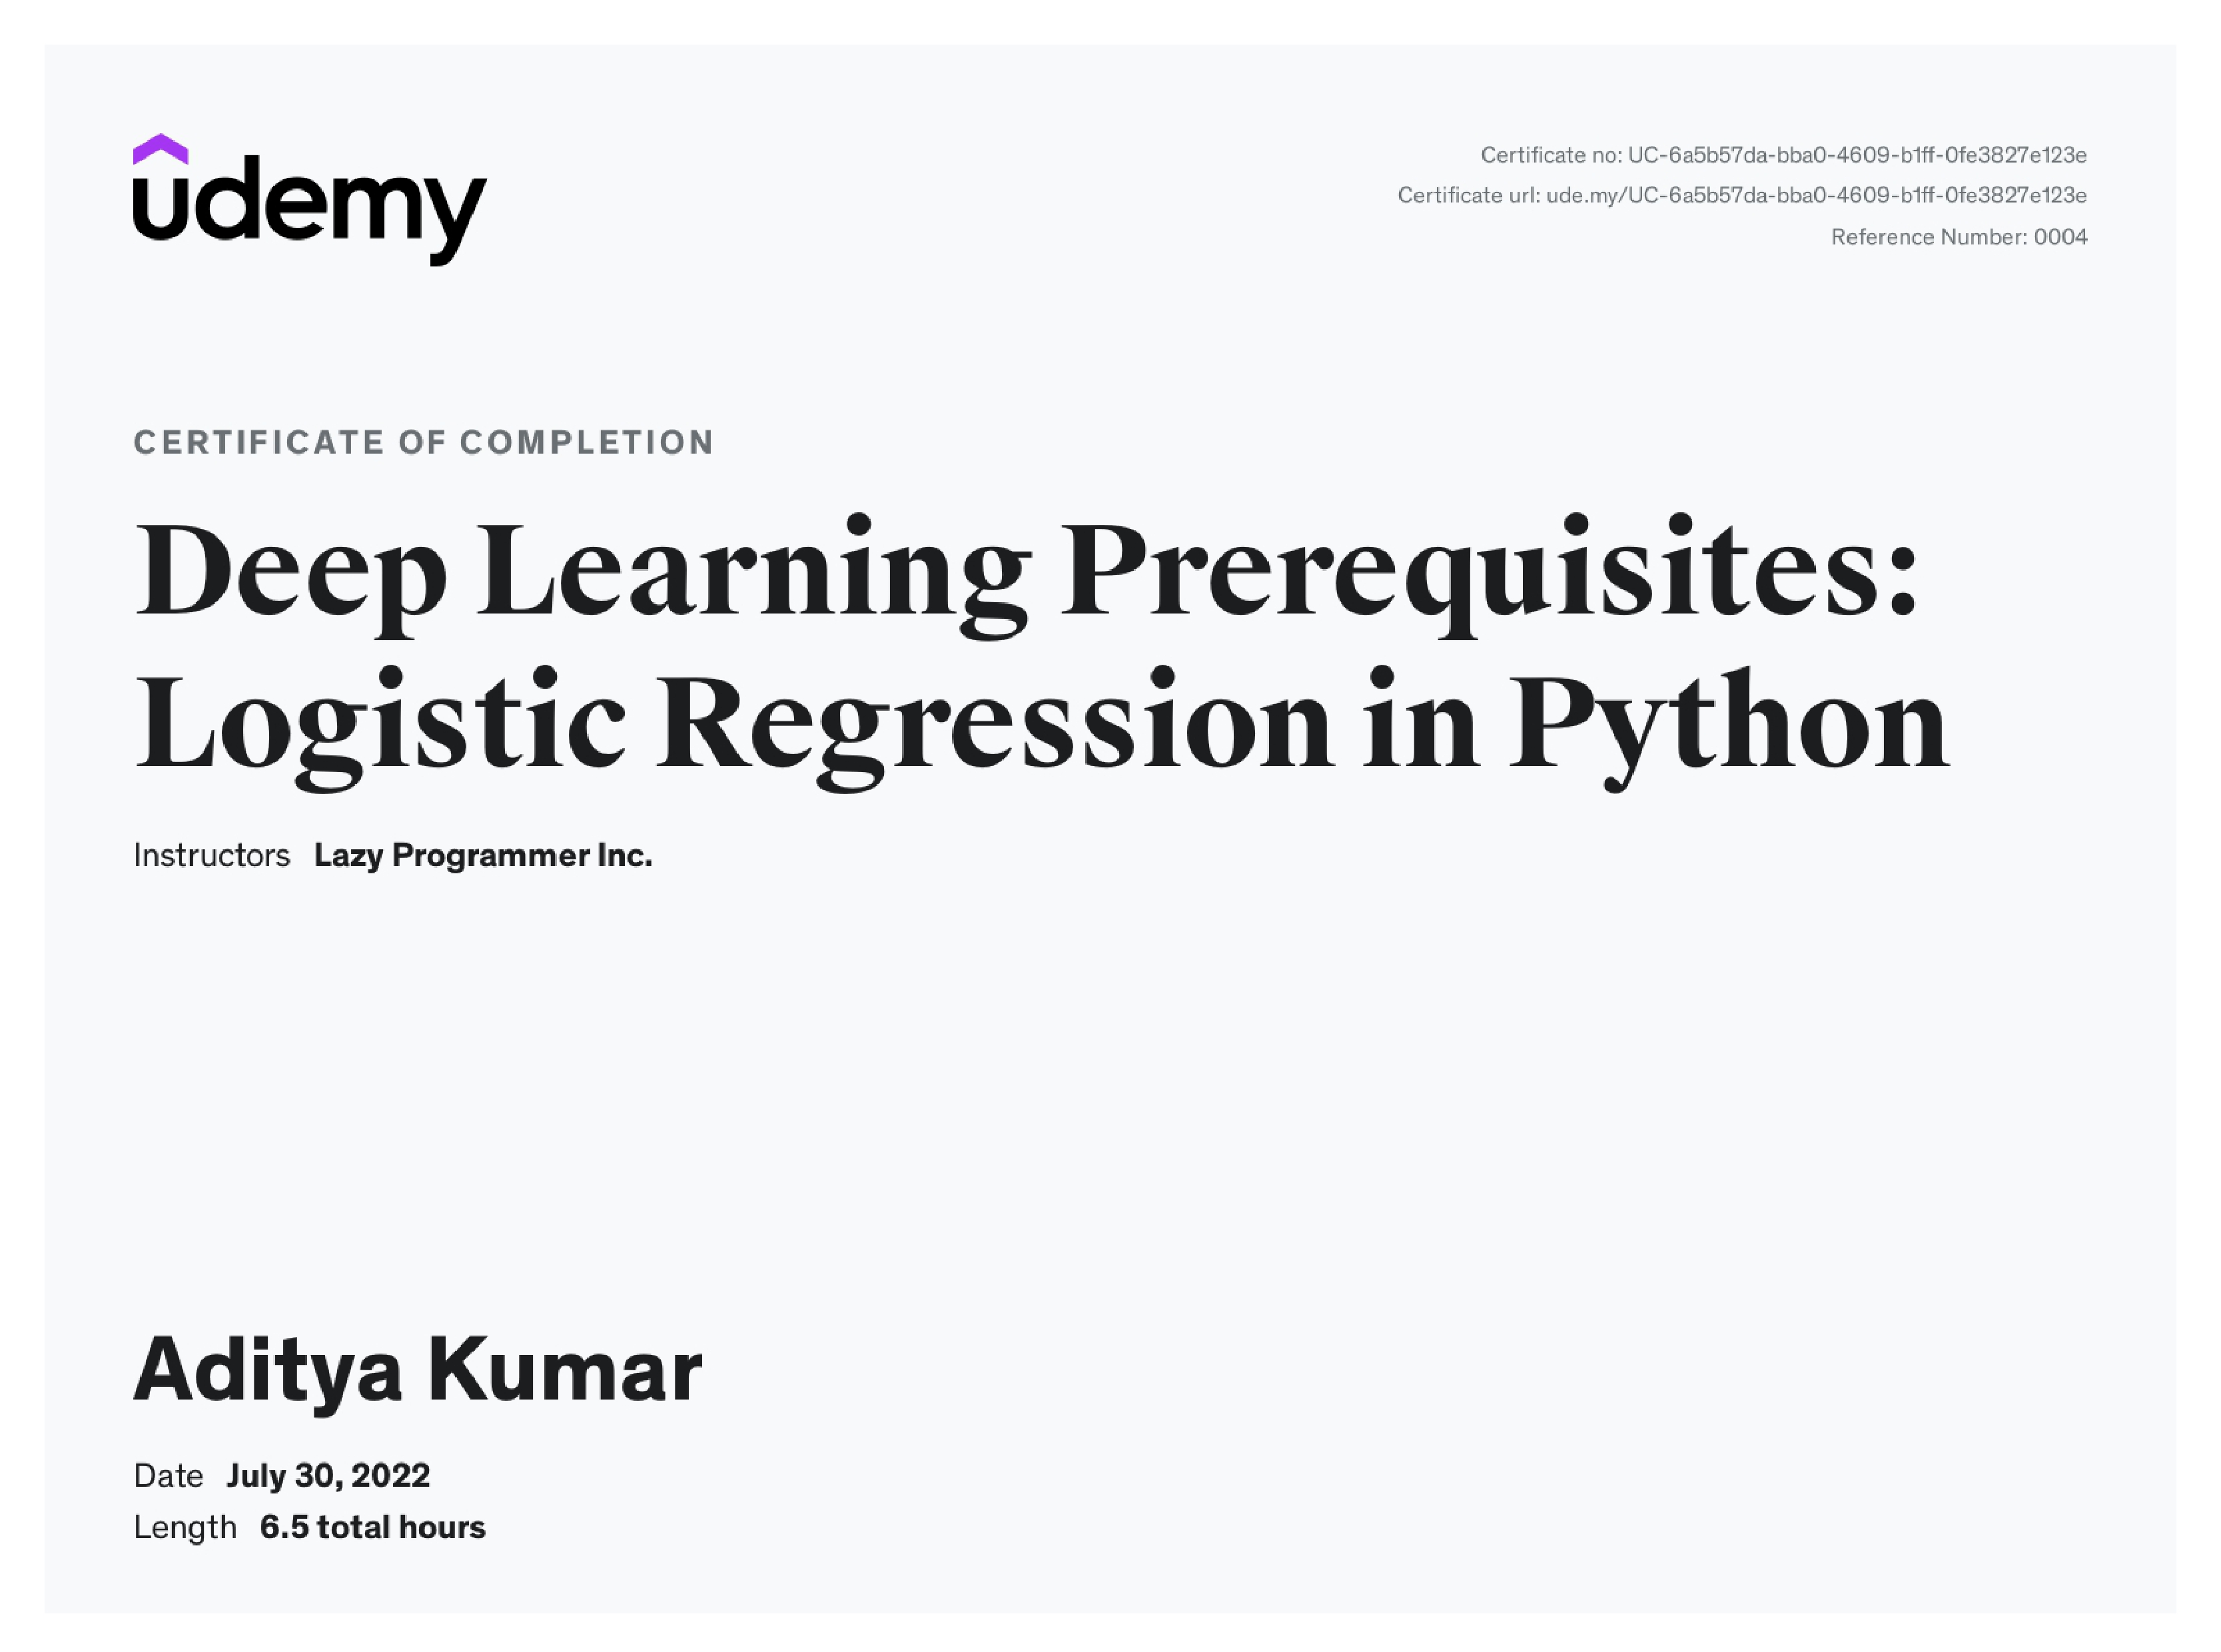 udemy
Certificate no: UC-6a5b57da-bba0-4609-b1ff-0fe3827e123e
Certificate url: ude.my/UC-6a5b57da-bba0-4609-b1ff-0fe3827e123e
Reference Number: 0004
CERTIFICATE OF COMPLETION
Deep Learning Prerequisites:
Logistic Regression in Python
Instructors Lazy Programmer Inc.
Aditya Kumar
Date July 30, 2022
Length 6.5 total hours